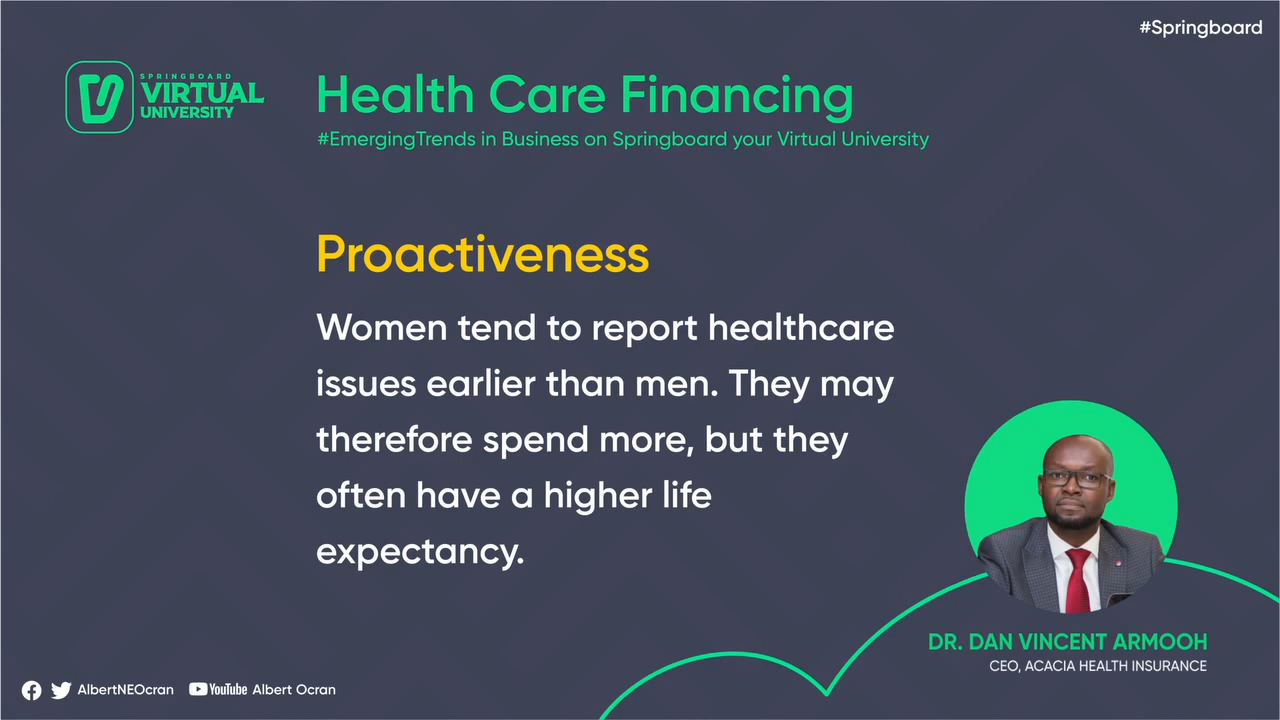 #Springboard
SPRINGBOARD
VIRTUAL
UNIVERSITY
Health Care Financing
#EmergingTrends in Business on Springboard your Virtual University
Proactiveness
Women tend to report healthcare
issues earlier than men. They may
therefore spend more, but they
often have a higher life
expectancy.
DR. DAN VINCENT ARMOOH
CEO, ACACIA HEALTH INSURANCE
AlbertNEOcran YouTube Albert Ocran